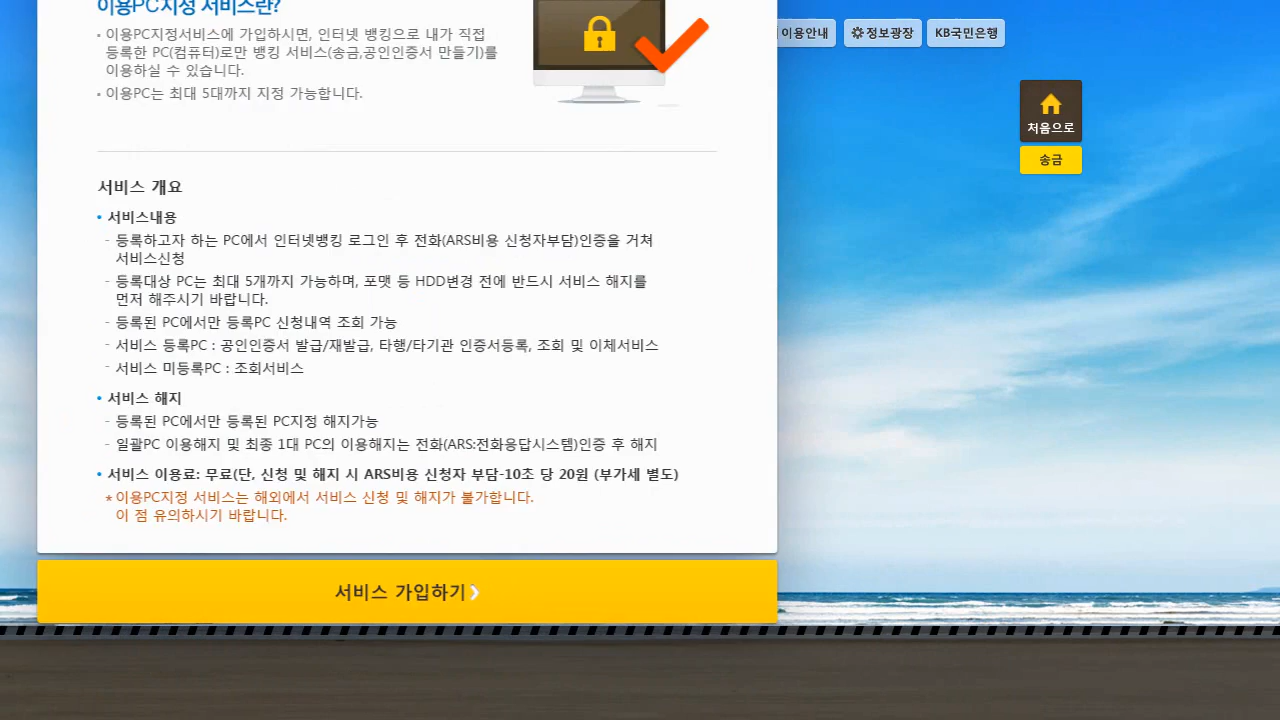 이용PC지정 서비스란?
• 이용PC지정서비스에 가입하시면, 인터넷 뱅킹으로 내가 직접
등록한 PC(컴퓨터)로만 뱅킹 서비스(송금,공인인증서 만들기)를
이용하실 수 있습니다.
• 이용PC는 최대 5대까지 지정 가능합니다.
이용안내
정보광장
KB국민은행
처음으로
송금
서비스 개요
• 서비스내용
- 등록하고자 하는 PC에서 인터넷뱅킹 로그인 후 전화(ARS비용 신청자부담)인증을 거쳐
서비스신청
- 등록대상 PC는 최대 5개까지 가능하며, 포맷 등 HDD변경 전에 반드시 서비스 해지를
먼저 해주시기 바랍니다.
- 등록된 PC에서만 등록PC 신청내역 조회 가능
- 서비스 등록PC : 공인인증서 발급/재발급, 타행/타기관 인증서등록, 조회 및 이체서비스
- 서비스 미등록PC : 조회서비스
• 서비스 해지
- 등록된 PC에서만 등록된 PC지정 해지가능
- 일괄PC 이용해지 및 최종 1대 PC의 이용해지는 전화(ARS:전화응답시스템)인증 후 해지
• 서비스 이용료: 무료(단, 신청 및 해지 시 ARS비용 신청자 부담-10초 당 20원 (부가세 별도)
* 이용PC지정 서비스는 해외에서 서비스 신청 및 해지가 불가합니다.
이 점 유의하시기 바랍니다.
서비스 가입하기